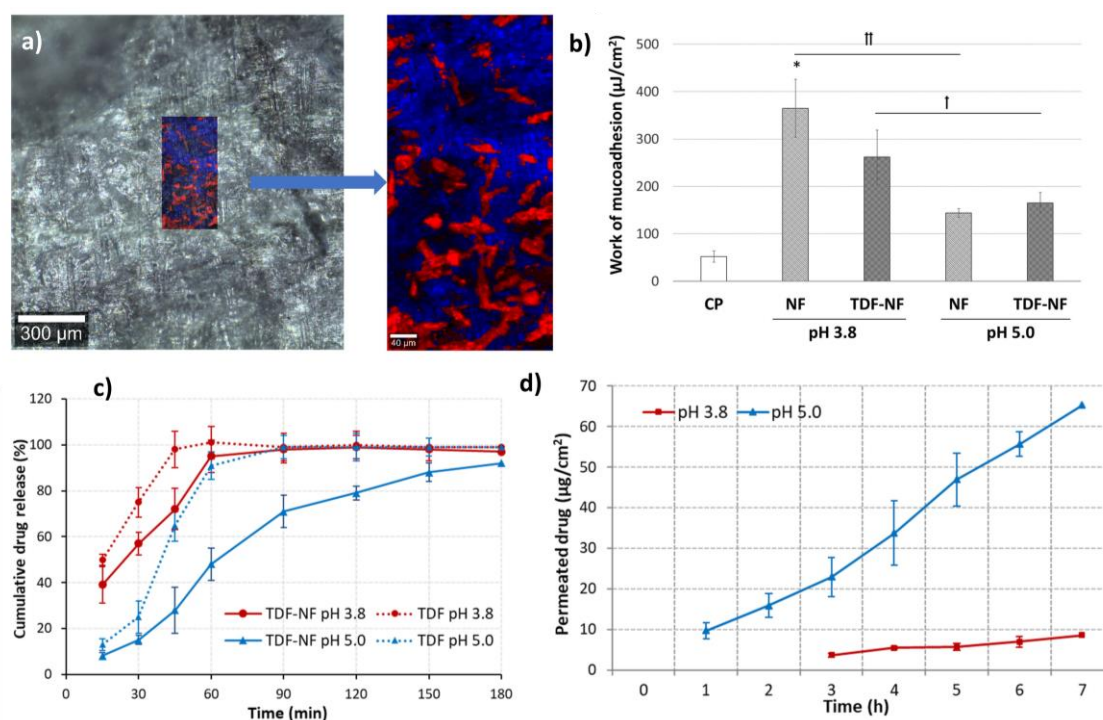 a)
300 µm
40 µm
b)
Work of mucoadhesion (µJ/cm²)
500
400
300
200
100
0
††
*
†
CP NF TDF-NF NF TDF-NF
pH 3.8 pH 5.0
c)
Cumulative drug release (%)
120
100
80
60
40
20
0
TDF-NF pH 3.8 TDF pH 3.8
TDF-NF pH 5.0 TDF pH 5.0
0 30 60 90 120 150 180
Time (min)
d)
Permeated drug (µg/cm²)
70
60
50
40
30
20
10
0
pH 3.8 pH 5.0
0 1 2 3 4 5 6 7
Time (h)